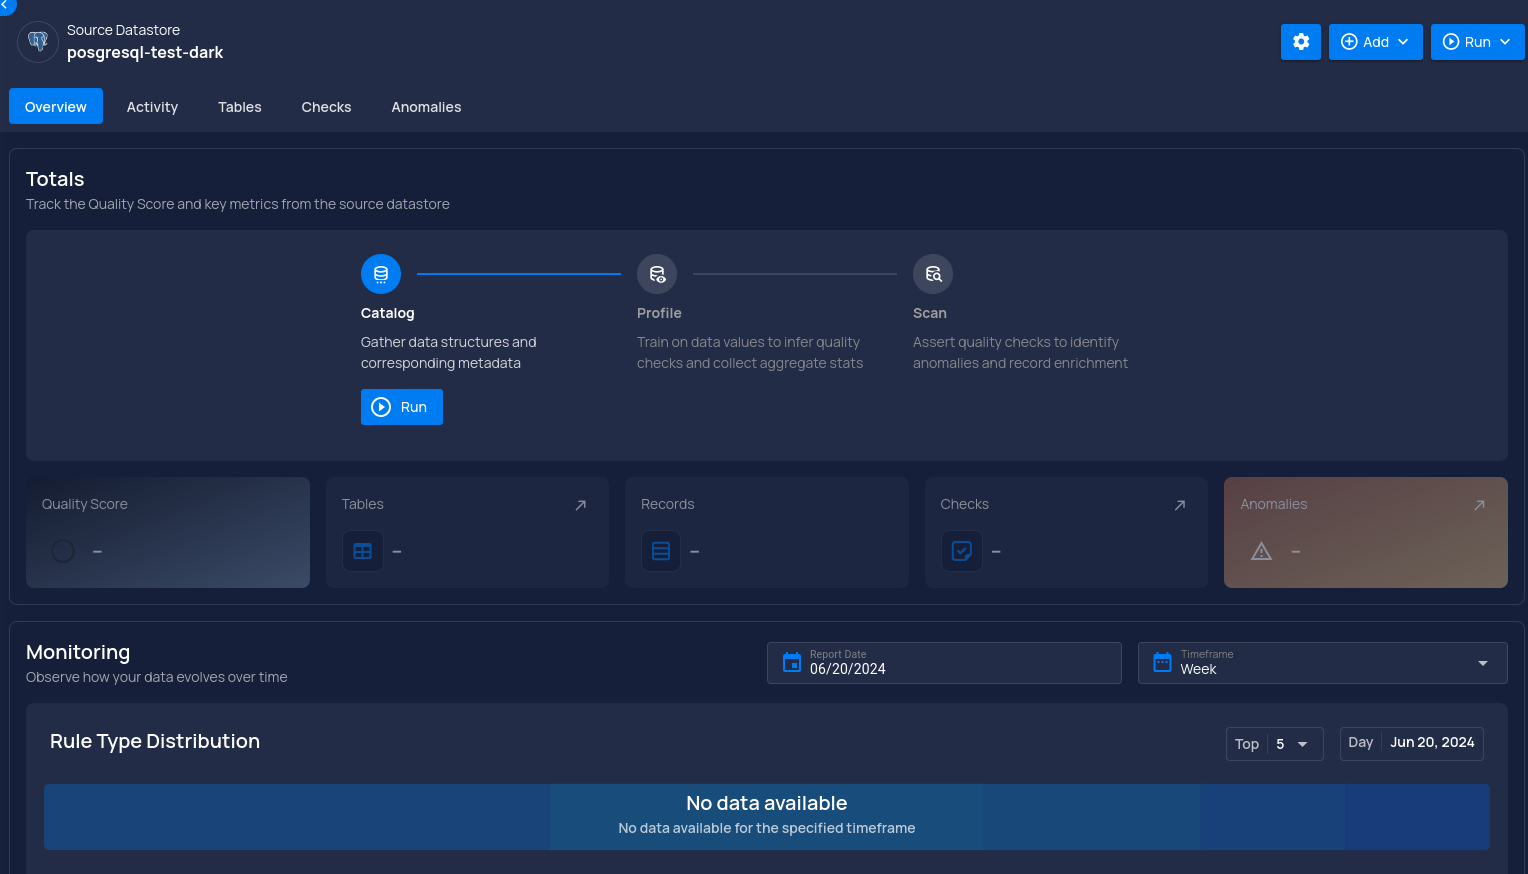 Source Datastore
posgresql-test-dark
Add
Run
Overview
Activity
Tables
Checks
Anomalies
Totals
Track the Quality Score and key metrics from the source datastore
Catalog
Gather data structures and
corresponding metadata
Run
Profile
Train on data values to infer quality
checks and collect aggregate stats
Scan
Assert quality checks to identify
anomalies and record enrichment
Quality Score
–
Tables
–
Records
–
Checks
–
Anomalies
–
Monitoring
Observe how your data evolves over time
Report Date
06/20/2024
Timeframe
Week
Rule Type Distribution
Top 5
Day Jun 20, 2024
No data available
No data available for the specified timeframe